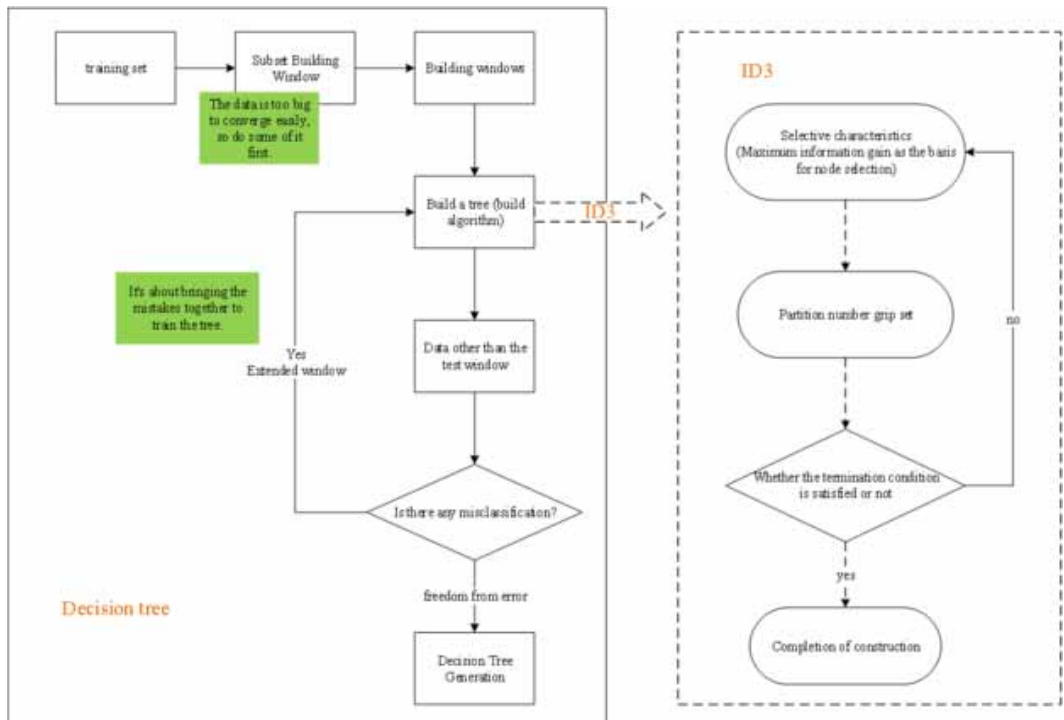 training set
Subset Building
Window
Building windows
The data is too big
to converge eanly,
so do some of it
first.
Build a tree (build
algorithm)
ID3
It's about bringing the
mistakes together to
train the tree.
Yes
Extended window
Data other than the
test window
Is there any misclassification?
freedom from error
Decision Tree
Generation
Decision tree
ID3
Selective characteristics
(Maximum information gain as the basis
for node selection)
Partition number grip set
no
Whether the termination condition
is satisfied or not
yes
Completion of construction